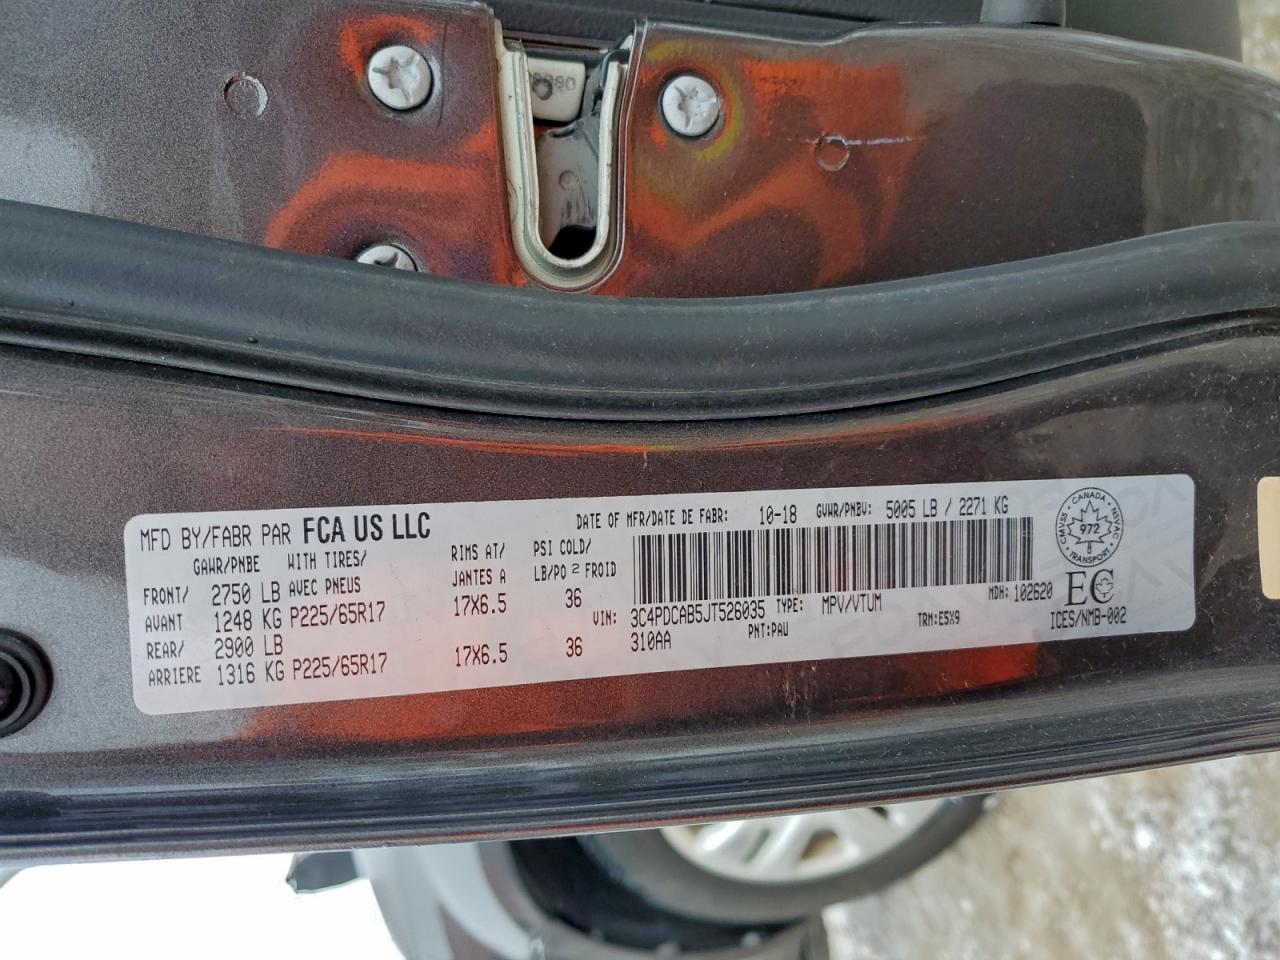 MFD BY/FABR PAR FCA US LLC DATE OF MFR/DATE DE FABR: 10-18 GVWR/PNBV: 5005 LB / 2271 KG
GAWR/PNBE WITH TIRES/ RIMS AT/ PSI COLD/
FRONT/ 2750 LB AVEC PNEUS JANTES A LB/PO² FROID
AVANT 1248 KG P225/65R17 17X6.5 36
REAR/ 2900 LB
ARRIERE 1316 KG P225/65R17 17X6.5 36
MDH: 102620
VIN: 3C4PDCAB5JT526035 TYPE: MPV/VTUM
310AA PNT:PAU TRM:E5X9
CANADA
CMVSS NSVAC
972
TRANSPORT
EC
ICES/NMB-002